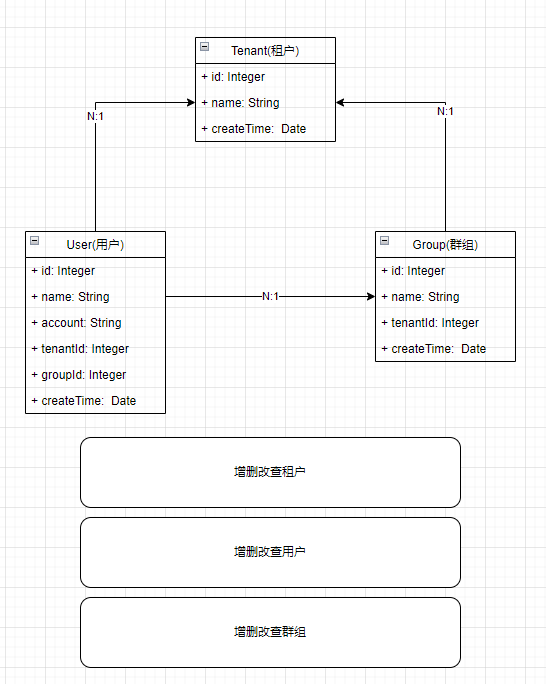 Tenant(租户)
+ id: Integer
+ name: String
+ createTime:  Date
N:1
N:1
User(用户)
+ id: Integer
+ name: String
+ account: String
+ tenantId: Integer
+ groupId: Integer
+ createTime:  Date
N:1
Group(群组)
+ id: Integer
+ name: String
+ tenantId: Integer
+ createTime:  Date
增删改查租户
增删改查用户
增删改查群组